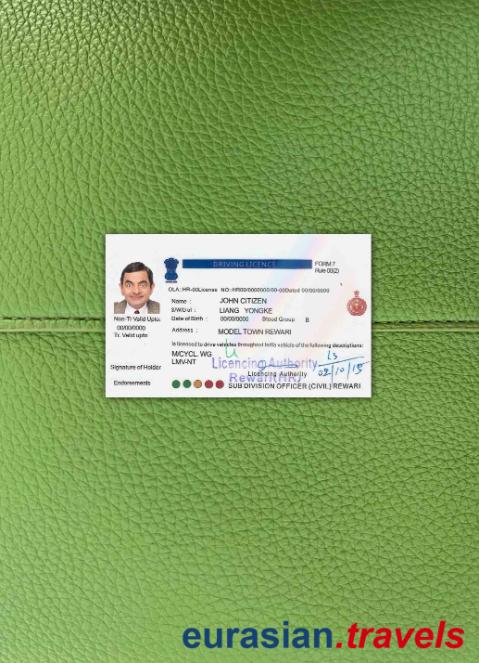 DRIVING LICENCE
FORM 7
Rule 00(2)
DLA: HR-00License NO: HR00/0000000/00-00Dated 00/00/0000
Name : JOHN CITIZEN
S/W/D of : LIANG YONGKE
Date of Birth : 00/00/0000 Blood Group B
Address : MODEL TOWN REWARI
Non-Tr Valid Upto:
00/00/0000
Tr. Valid upto
is licensed to drive vehicles throughout India vehicle of the following descriptions:
M/CYCL. WG
LMV-NT
Licencing Authority
Rewari(HR)
Licencing Authority
02/10/15
Signature of Holder
Endorsements
SUB DIVISION OFFICER (CIVIL) REWARI
eurasian.travels